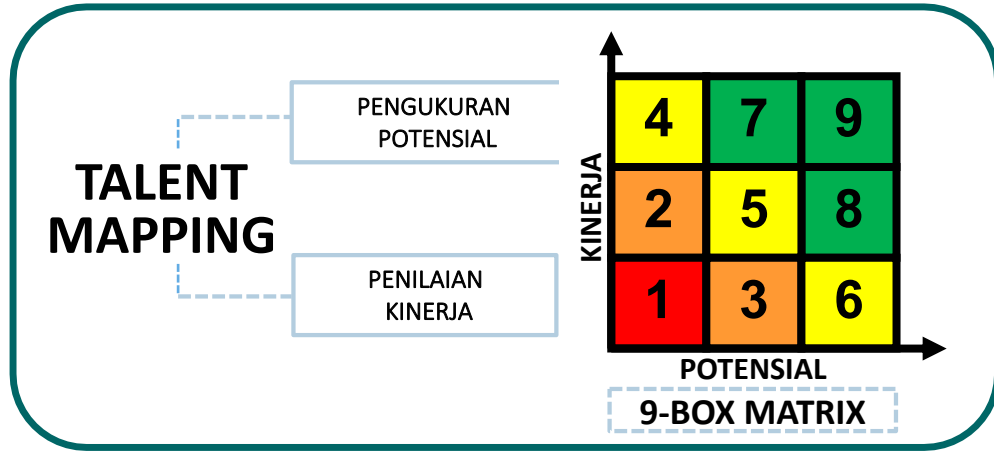 TALENT
MAPPING
PENGUKURAN
POTENSIAL
PENILAIAN
KINERJA
KINERJA
4 7 9
2 5 8
1 3 6
POTENSIAL
9-BOX MATRIX